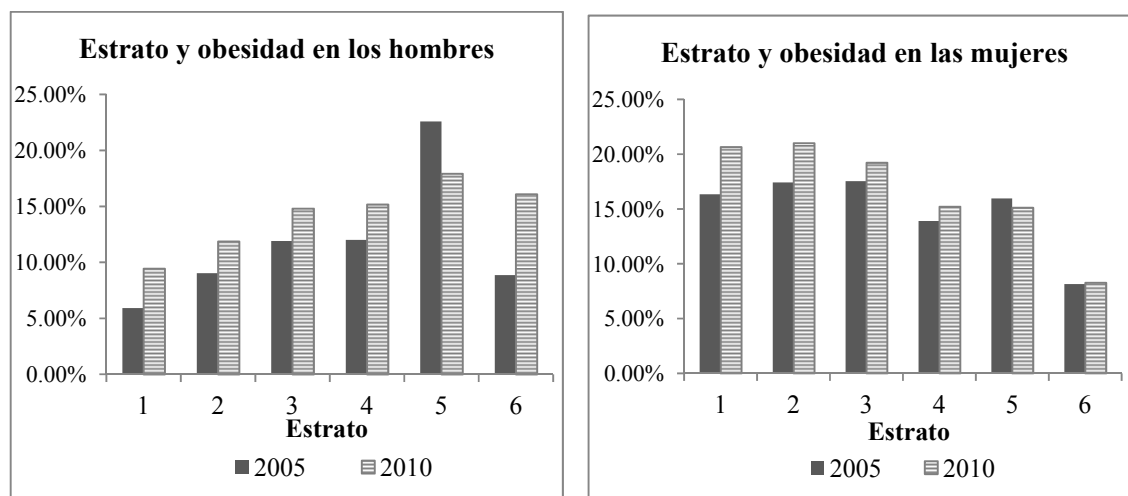 Estrato y obesidad en los hombres
25.00%
20.00%
15.00%
10.00%
5.00%
0.00%
1 2 3 4 5 6
Estrato
2005 2010
Estrato y obesidad en las mujeres
25.00%
20.00%
15.00%
10.00%
5.00%
0.00%
1 2 3 4 5 6
Estrato
2005 2010